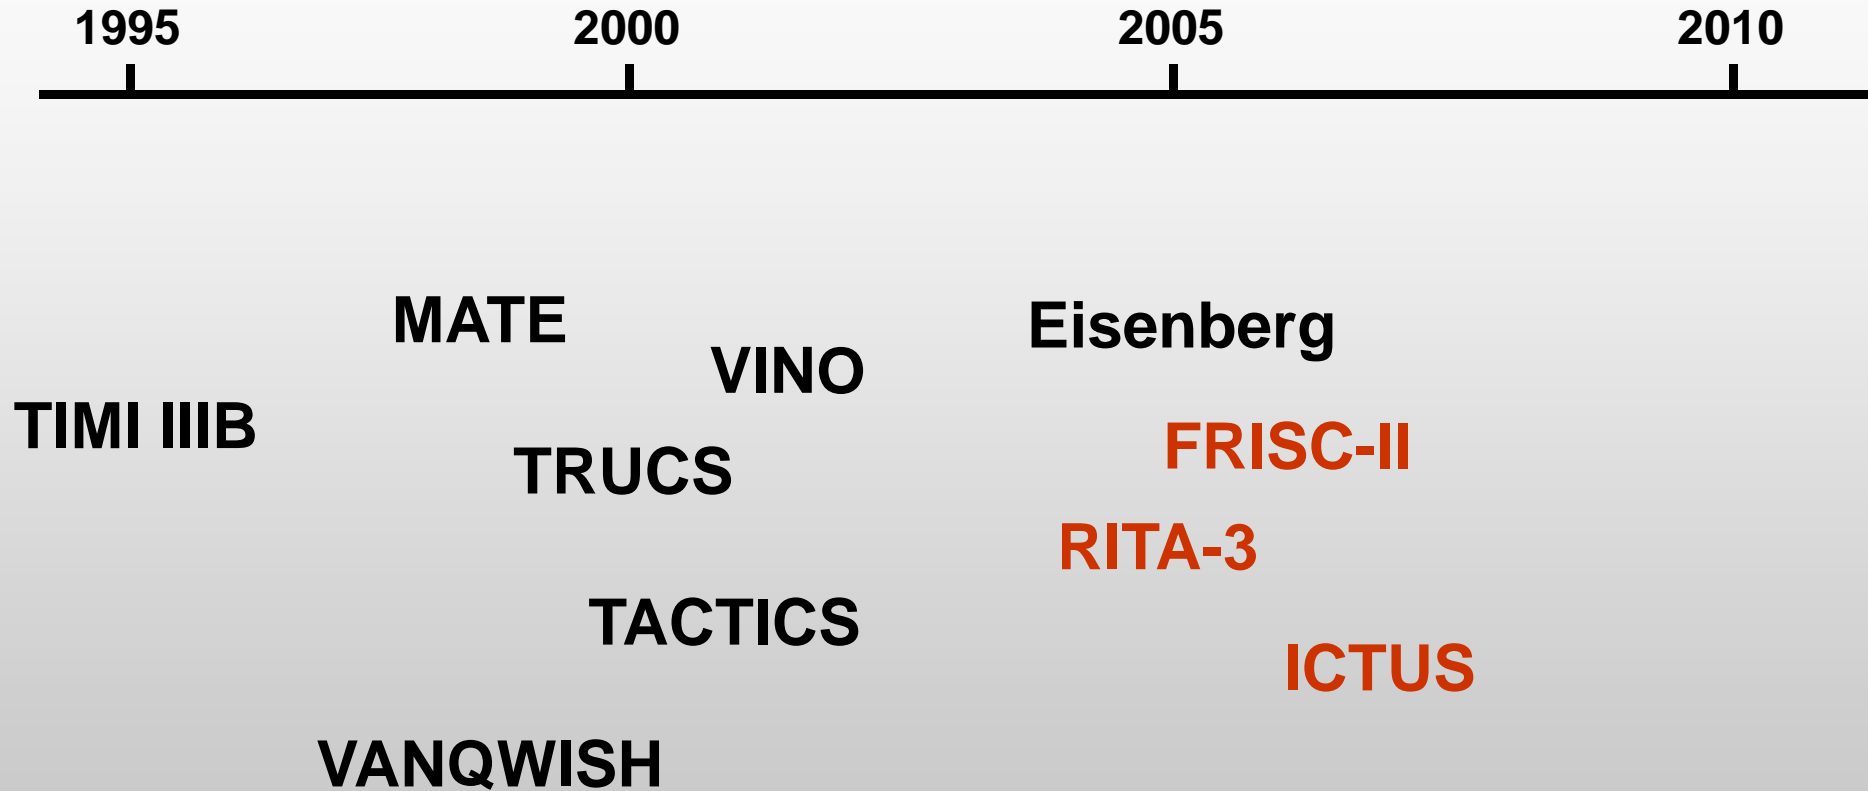 1995 2000 2005 2010
MATE
Eisenberg
VINO
TIMI IIIB
FRISC-II
TRUCS
RITA-3
TACTICS
ICTUS
VANQWISH